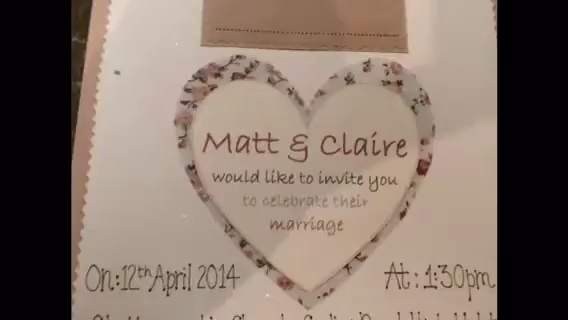 Matt & Claire
would like to invite you
to celebrate their
marriage
On: 12th April 2014
At: 1:30pm